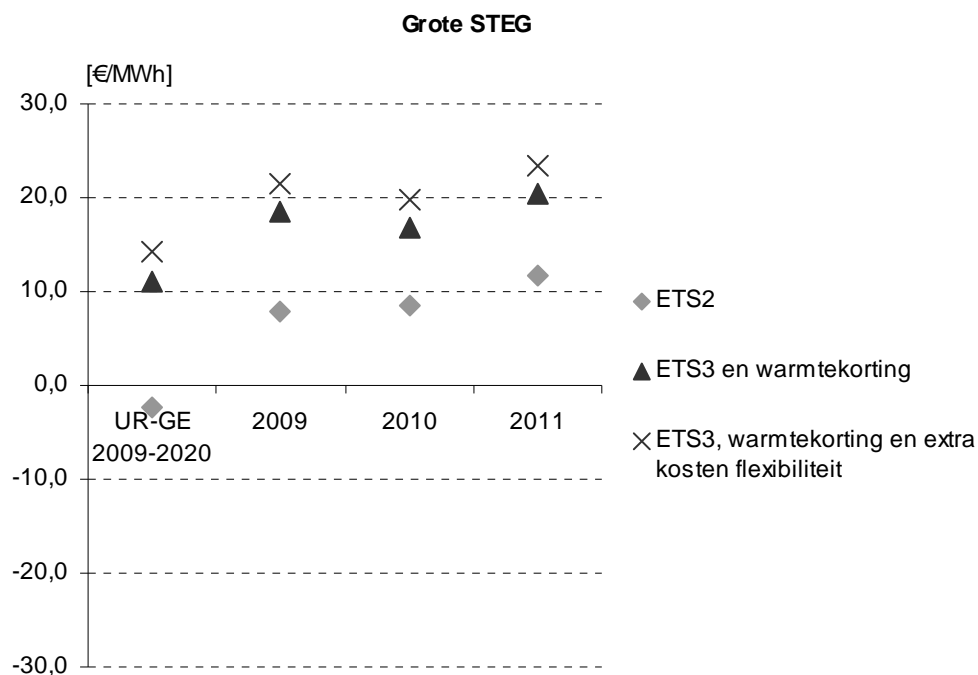 Grote STEG
[€/MWh]
30,0
20,0
10,0
0,0
-10,0
-20,0
-30,0
UR-GE
2009-2020
2009
2010
2011
ETS2
ETS3 en warmtekorting
ETS3, warmtekorting en extra
kosten flexibiliteit